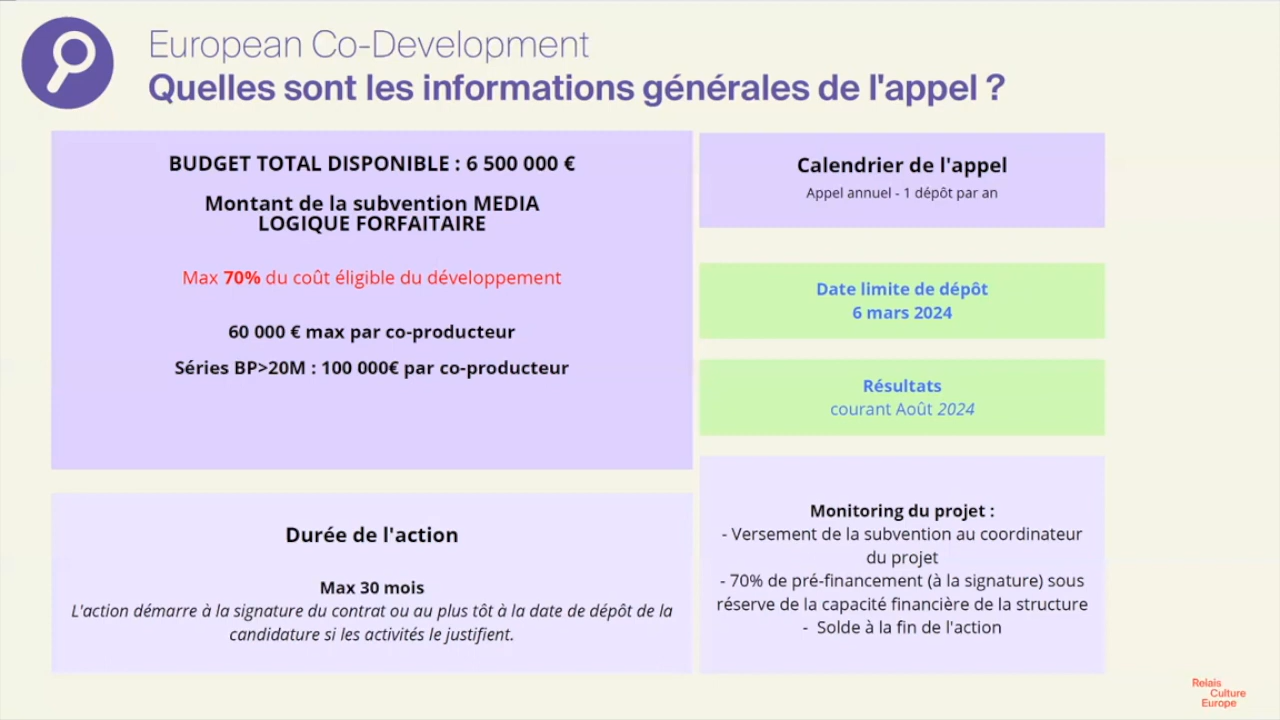 European Co-Development
Quelles sont les informations générales de l'appel ?
BUDGET TOTAL DISPONIBLE : 6 500 000 €
Montant de la subvention MEDIA
LOGIQUE FORFAITAIRE
Max 70% du coût éligible du développement
60 000 € max par co-producteur
Séries BP>20M : 100 000€ par co-producteur
Durée de l'action
Max 30 mois
L'action démarre à la signature du contrat ou au plus tôt à la date de dépôt de la
candidature si les activités le justifient.
Calendrier de l'appel
Appel annuel - 1 dépôt par an
Date limite de dépôt
6 mars 2024
Résultats
courant Août 2024
Monitoring du projet :
- Versement de la subvention au coordinateur
du projet
- 70% de pré-financement (à la signature) sous
réserve de la capacité financière de la structure
- Solde à la fin de l'action
Relais
Culture
Europe